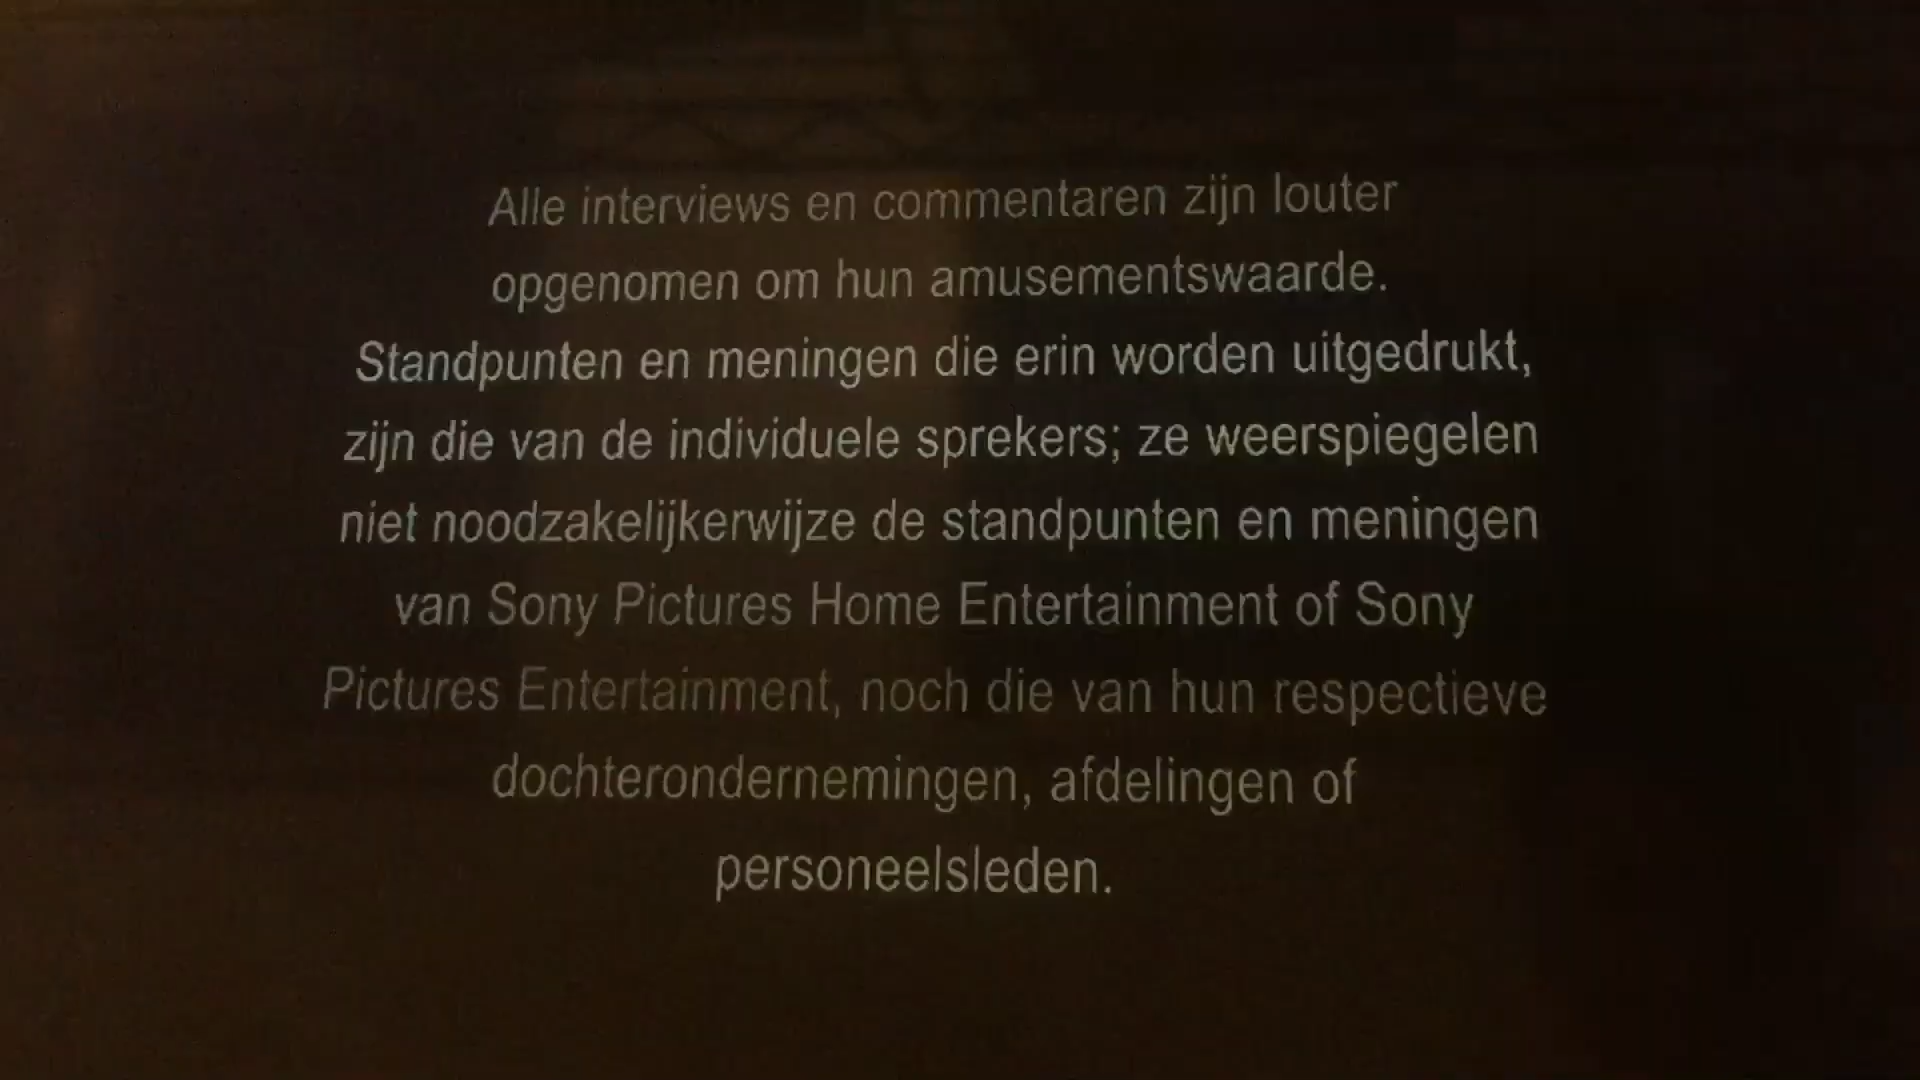 Alle interviews en commentaren zijn louter
opgenomen om hun amusementswaarde.
Standpunten en meningen die erin worden uitgedrukt,
zijn die van de individuele sprekers; ze weerspiegelen
niet noodzakelijkerwijze de standpunten en meningen
van Sony Pictures Home Entertainment of Sony
Pictures Entertainment, noch die van hun respectieve
dochterondernemingen, afdelingen of
personeelsleden.